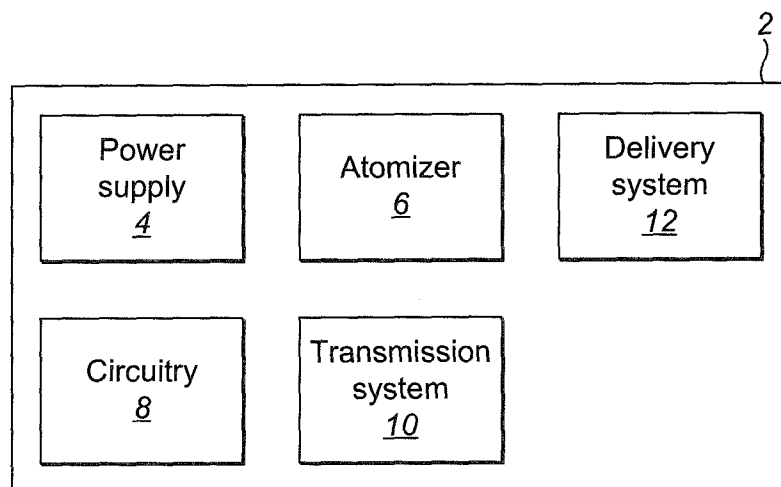 2
Power
supply
4
Atomizer
6
Delivery
system
12
Circuitry
8
Transmission
system
10